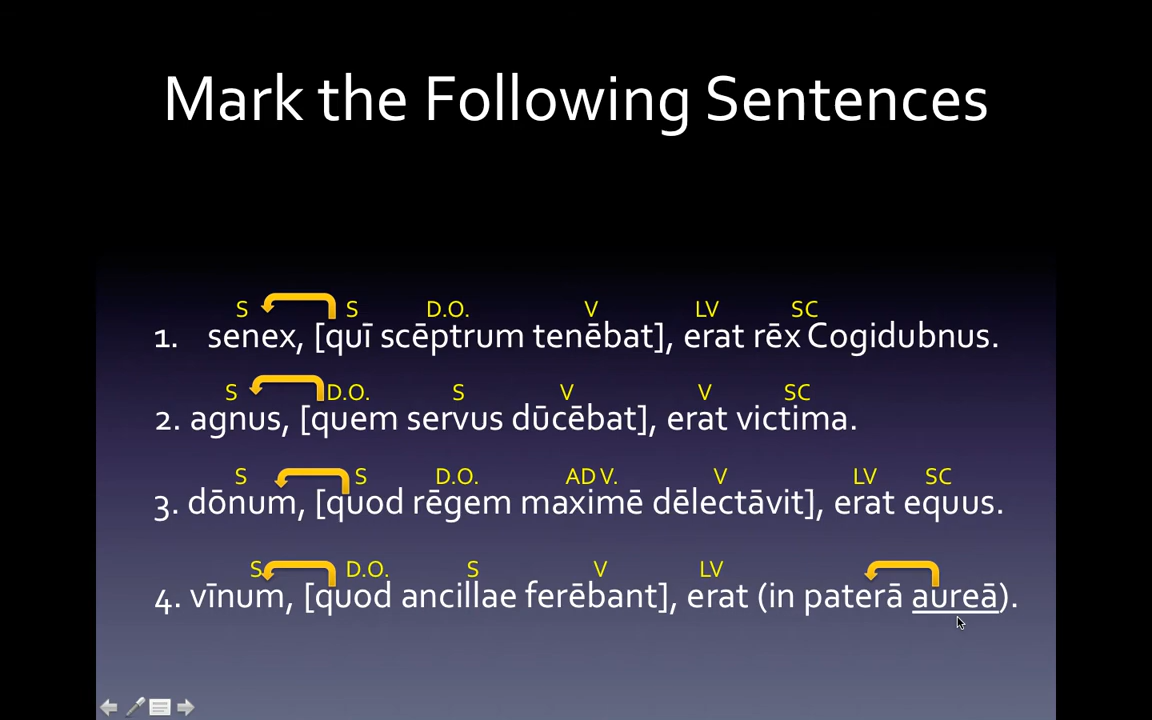 Mark the Following Sentences
S S D.O. V LV SC
1. senex, [quī scēptrum tenēbat], erat rēx Cogidubnus.
S D.O. S V V SC
2. agnus, [quem servus dūcēbat], erat victima.
S S D.O. ADV. V LV SC
3. dōnum, [quod rēgem maximē dēlectāvit], erat equus.
S D.O. S V LV
4. vīnum, [quod ancillae ferēbant], erat (in paterā aureā).